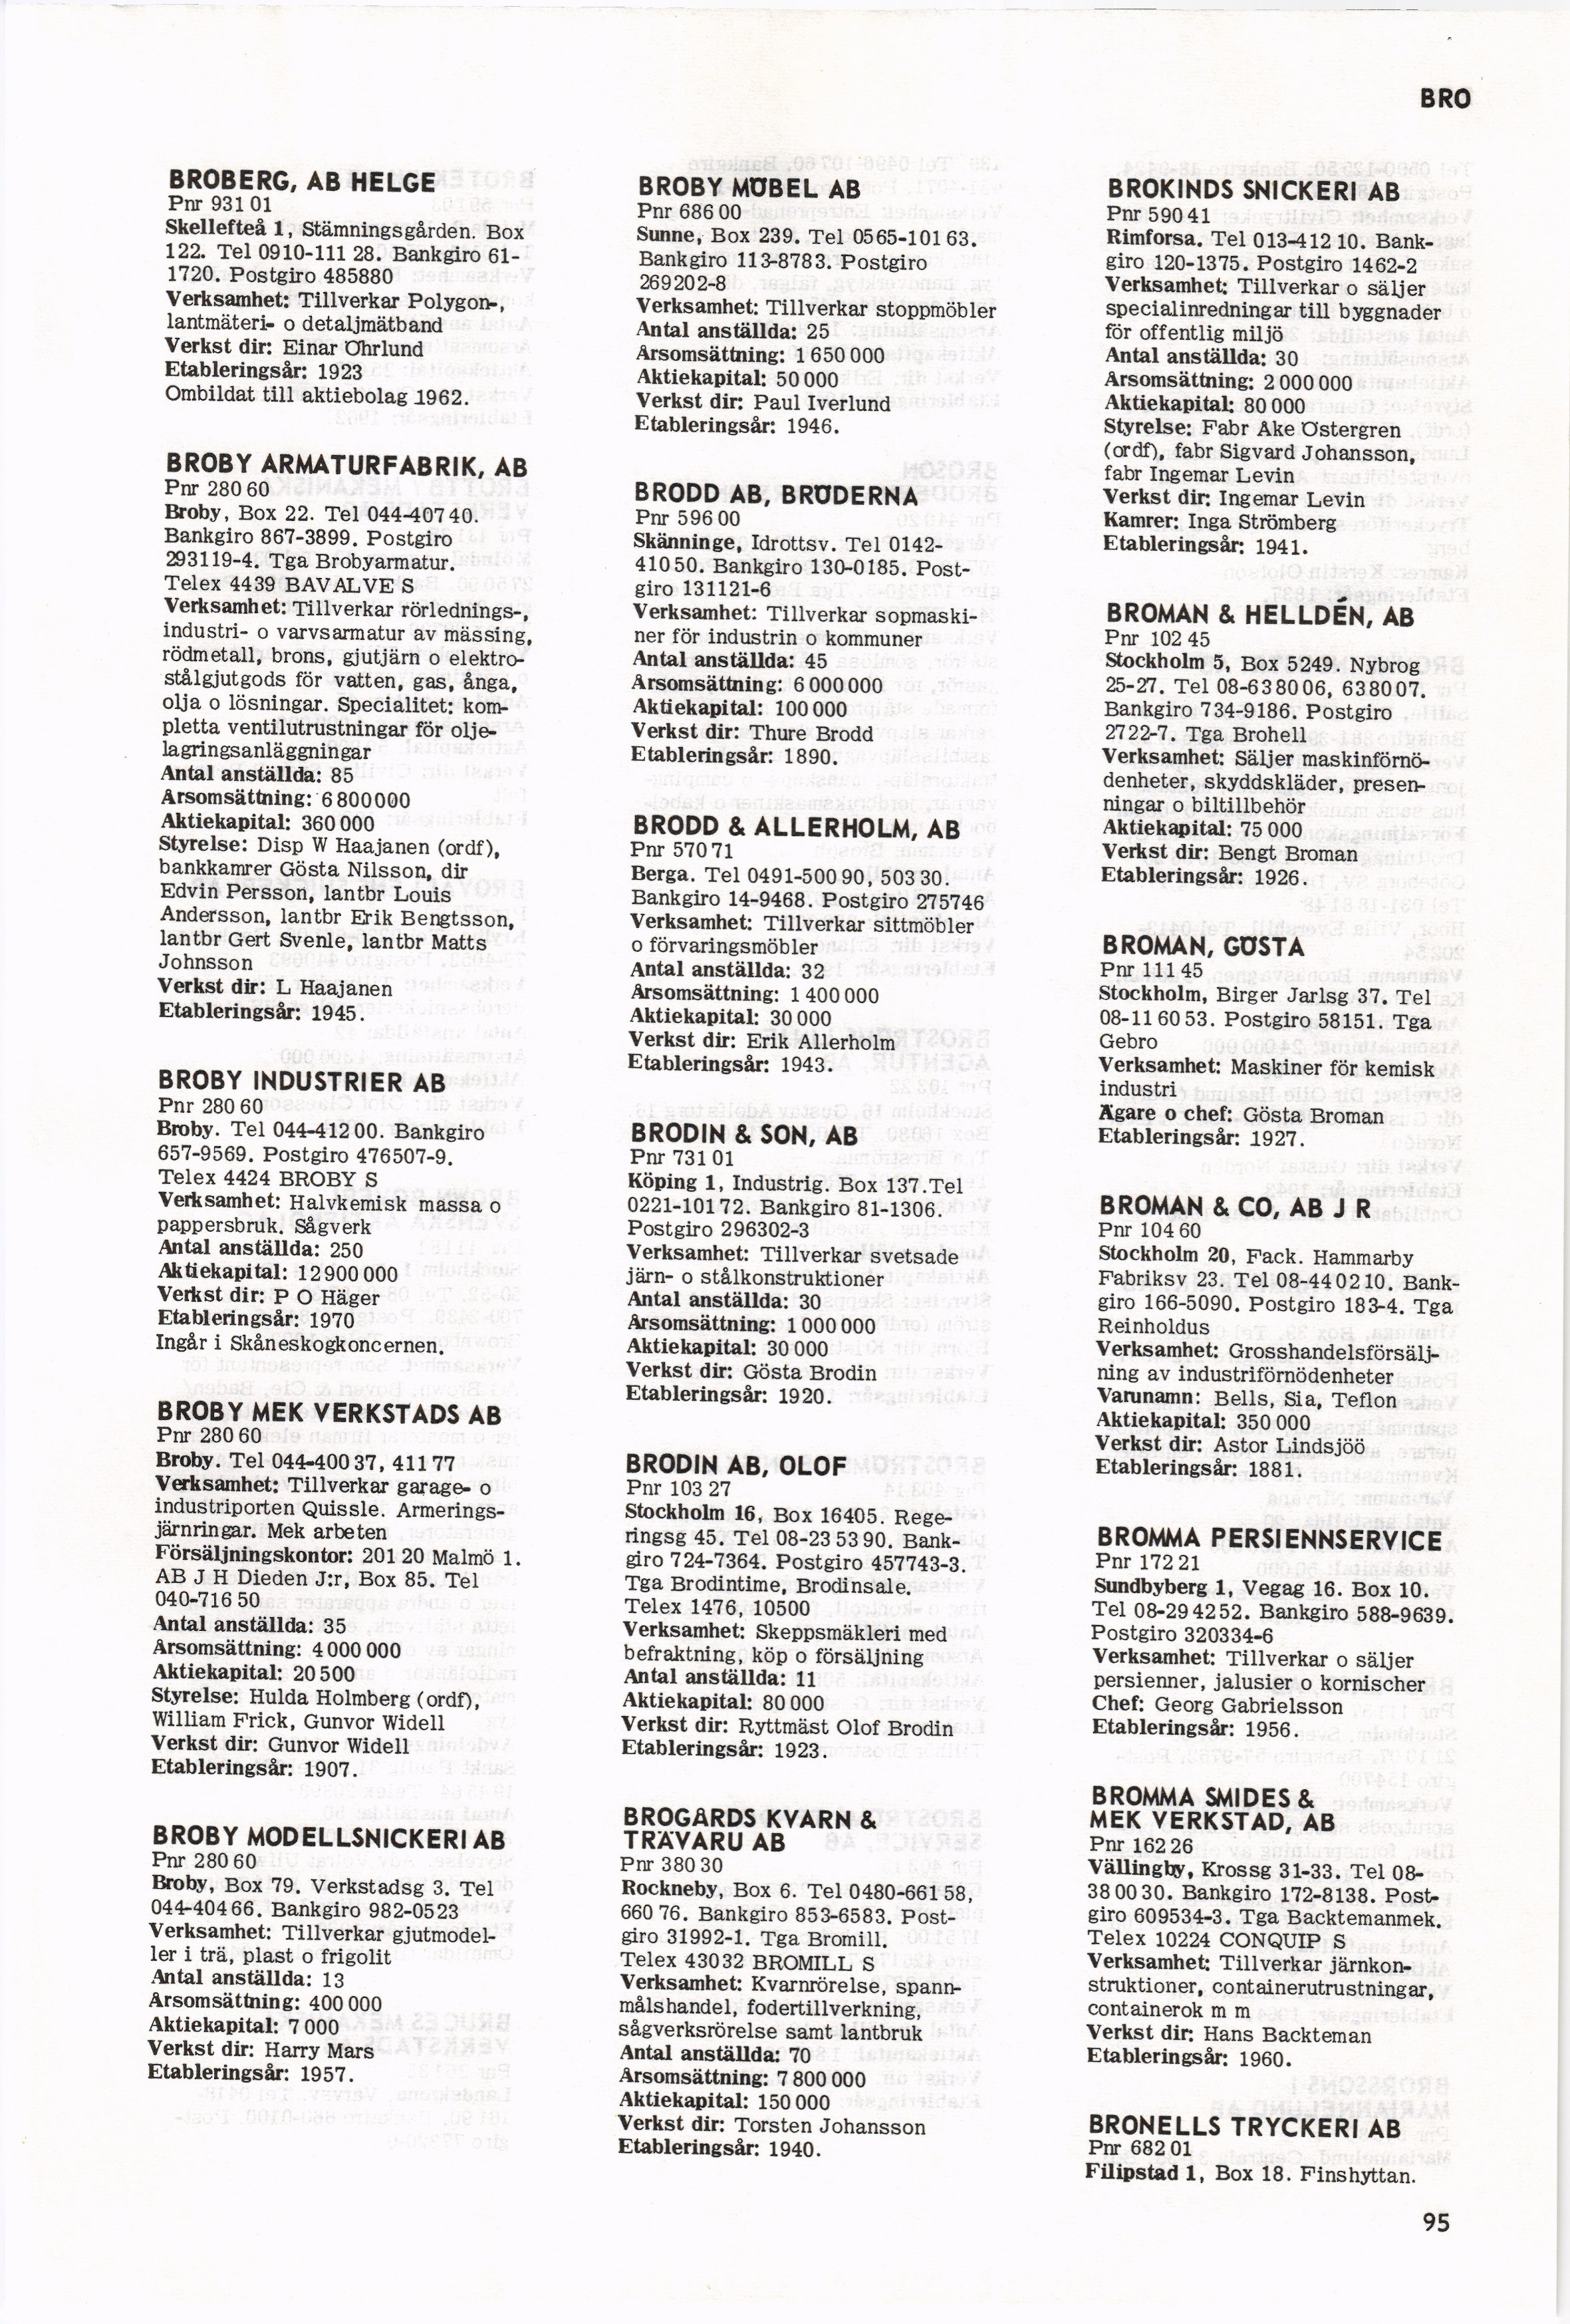 BRO
BROBERG, AB HELGE
Pnr 931 01
Skellefteå 1, Stämningsgården. Box
122. Tel 0910-111 28. Bankgiro 61-
1720. Postgiro 485880
Verksamhet: Tillverkar Polygon-,
lantmäteri- o detaljmätband
Verkst dir: Einar Öhrlund
Etableringsår: 1923
Ombildat till aktiebolag 1962.
BROBY ARMATURFABRIK, AB
Pnr 280 60
Broby, Box 22. Tel 044-407 40.
Bankgiro 867-3899. Postgiro
293119-4. Tga Brobyarmatur.
Telex 4439 BAVALVE S
Verksamhet: Tillverkar rörlednings-,
industri- o varvsarmatur av mässing,
rödmetall, brons, gjutjärn o elektro-
stålgjutgods för vatten, gas, ånga,
olja o lösningar. Specialitet: kom-
pletta ventilutrustningar för olje-
lagringsanläggningar
Antal anställda: 85
Årsomsättning: 6 800 000
Aktiekapital: 360 000
Styrelse: Disp W Haajanen (ordf),
bankkamrer Gösta Nilsson, dir
Edvin Persson, lantbr Louis
Andersson, lantbr Erik Bengtsson,
lantbr Gert Svenle, lantbr Matts
Johnsson
Verkst dir: L Haajanen
Etableringsår: 1945.
BROBY INDUSTRIER AB
Pnr 280 60
Broby. Tel 044-412 00. Bankgiro
657-9569. Postgiro 476507-9.
Telex 4424 BROBY S
Verksamhet: Halvkemisk massa o
pappersbruk. Sågverk
Antal anställda: 250
Aktiekapital: 12 900 000
Verkst dir: P O Häger
Etableringsår: 1970
Ingår i Skåneskogkoncernen.
BROBY MEK VERKSTADS AB
Pnr 280 60
Broby. Tel 044-400 37, 411 77
Verksamhet: Tillverkar garage- o
industriporten Quissle. Armerings-
järnringar. Mek arbeten
Försäljningskontor: 201 20 Malmö 1.
AB J H Dieden J:r, Box 85. Tel
040-716 50
Antal anställda: 35
Årsomsättning: 4 000 000
Aktiekapital: 20 500
Styrelse: Hulda Holmberg (ordf),
William Frick, Gunvor Widell
Verkst dir: Gunvor Widell
Etableringsår: 1907.
BROBY MODELLSNICKERI AB
Pnr 280 60
Broby, Box 79. Verkstadsg 3. Tel
044-404 66. Bankgiro 982-0523
Verksamhet: Tillverkar gjutmodel-
ler i trä, plast o frigolit
Antal anställda: 13
Årsomsättning: 400 000
Aktiekapital: 7 000
Verkst dir: Harry Mars
Etableringsår: 1957.
BROBY MÖBEL AB
Pnr 686 00
Sunne, Box 239. Tel 0565-101 63.
Bankgiro 113-8783. Postgiro
269202-8
Verksamhet: Tillverkar stoppmöbler
Antal anställda: 25
Årsomsättning: 1 650 000
Aktiekapital: 50 000
Verkst dir: Paul Iverlund
Etableringsår: 1946.
BRODD AB, BRÖDERNA
Pnr 596 00
Skänninge, Idrottsv. Tel 0142-
410 50. Bankgiro 130-0185. Post-
giro 131121-6
Verksamhet: Tillverkar sopmaski-
ner för industrin o kommuner
Antal anställda: 45
Årsomsättning: 6 000 000
Aktiekapital: 100 000
Verkst dir: Thure Brodd
Etableringsår: 1890.
BRODD & ALLERHOLM, AB
Pnr 570 71
Berga. Tel 0491-500 90, 503 30.
Bankgiro 14-9468. Postgiro 275746
Verksamhet: Tillverkar sittmöbler
o förvaringsmöbler
Antal anställda: 32
Årsomsättning: 1 400 000
Aktiekapital: 30 000
Verkst dir: Erik Allerholm
Etableringsår: 1943.
BRODIN & SON, AB
Pnr 731 01
Köping 1, Industrig. Box 137.Tel
0221-101 72. Bankgiro 81-1306.
Postgiro 296302-3
Verksamhet: Tillverkar svetsade
järn- o stålkonstruktioner
Antal anställda: 30
Årsomsättning: 1 000 000
Aktiekapital: 30 000
Verkst dir: Gösta Brodin
Etableringsår: 1920.
BRODIN AB, OLOF
Pnr 103 27
Stockholm 16, Box 16405. Rege-
ringsg 45. Tel 08-23 53 90. Bank-
giro 724-7364. Postgiro 457743-3.
Tga Brodintime, Brodinsale.
Telex 1476, 10500
Verksamhet: Skeppsmäkleri med
befraktning, köp o försäljning
Antal anställda: 11
Aktiekapital: 80 000
Verkst dir: Ryttmäst Olof Brodin
Etableringsår: 1923.
BROGÅRDS KVARN &
TRÄVARU AB
Pnr 380 30
Rockneby, Box 6. Tel 0480-661 58,
660 76. Bankgiro 853-6583. Post-
giro 31992-1. Tga Bromill.
Telex 43032 BROMILL S
Verksamhet: Kvarnrörelse, spann-
målshandel, fodertillverkning,
sågverksrörelse samt lantbruk
Antal anställda: 70
Årsomsättning: 7 800 000
Aktiekapital: 150 000
Verkst dir: Torsten Johansson
Etableringsår: 1940.
BROKINDS SNICKERI AB
Pnr 590 41
Rimforsa. Tel 013-412 10. Bank-
giro 120-1375. Postgiro 1462-2
Verksamhet: Tillverkar o säljer
specialinredningar till byggnader
för offentlig miljö
Antal anställda: 30
Årsomsättning: 2 000 000
Aktiekapital: 80 000
Styrelse: Fabr Åke Östergren
(ordf), fabr Sigvard Johansson,
fabr Ingemar Levin
Verkst dir: Ingemar Levin
Kamrer: Inga Strömberg
Etableringsår: 1941.
BROMAN & HELLDÉN, AB
Pnr 102 45
Stockholm 5, Box 5249. Nybrog
25-27. Tel 08-63 80 06, 63 80 07.
Bankgiro 734-9186. Postgiro
2722-7. Tga Brohell
Verksamhet: Säljer maskinförnö-
denheter, skyddskläder, presen-
ningar o biltillbehör
Aktiekapital: 75 000
Verkst dir: Bengt Broman
Etableringsår: 1926.
BROMAN, GÖSTA
Pnr 111 45
Stockholm, Birger Jarlsg 37. Tel
08-11 60 53. Postgiro 58151. Tga
Gebro
Verksamhet: Maskiner för kemisk
industri
Ägare o chef: Gösta Broman
Etableringsår: 1927.
BROMAN & CO, AB J R
Pnr 104 60
Stockholm 20, Fack. Hammarby
Fabriksv 23. Tel 08-44 02 10. Bank-
giro 166-5090. Postgiro 183-4. Tga
Reinholdus
Verksamhet: Grosshandelsförsälj-
ning av industriförnödenheter
Varunamn: Bells, Sia, Teflon
Aktiekapital: 350 000
Verkst dir: Astor Lindsjöö
Etableringsår: 1881.
BROMMA PERSIENNSERVICE
Pnr 172 21
Sundbyberg 1, Vegag 16. Box 10.
Tel 08-29 42 52. Bankgiro 588-9639.
Postgiro 320334-6
Verksamhet: Tillverkar o säljer
persienner, jalusier o kornischer
Chef: Georg Gabrielsson
Etableringsår: 1956.
BROMMA SMIDES &
MEK VERKSTAD, AB
Pnr 162 26
Vällingby, Krossg 31-33. Tel 08-
38 00 30. Bankgiro 172-8138. Post-
giro 609534-3. Tga Backtemanmek.
Telex 10224 CONQUIP S
Verksamhet: Tillverkar järnkon-
struktioner, containerutrustningar,
containerok m m
Verkst dir: Hans Backteman
Etableringsår: 1960.
BRONELLS TRYCKERI AB
Pnr 682 01
Filipstad 1, Box 18. Finshyttan.
95